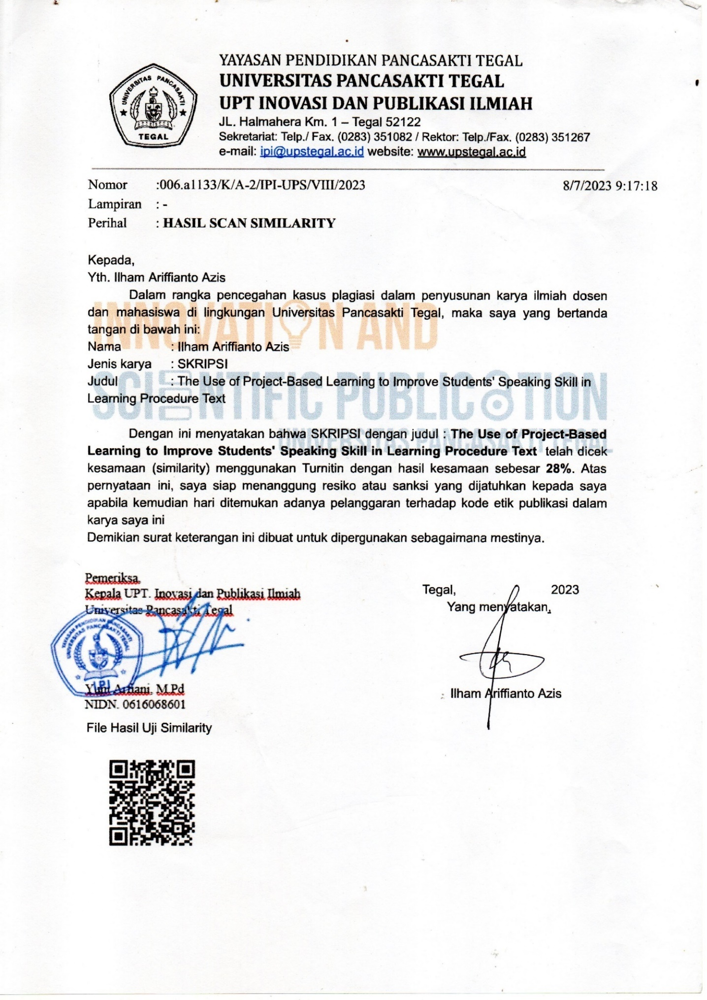 UNIVERSITAS PANCASAKTI
TEGAL
YAYASAN PENDIDIKAN PANCASAKTI TEGAL
UNIVERSITAS PANCASAKTI TEGAL
UPT INOVASI DAN PUBLIKASI ILMIAH
JL. Halmahera Km. 1 – Tegal 52122
Sekretariat: Telp./ Fax. (0283) 351082 / Rektor: Telp./Fax. (0283) 351267
e-mail: ipi@upstegal.ac.id website: www.upstegal.ac.id
Nomor :006.a1133/K/A-2/IPI-UPS/VIII/2023 8/7/2023 9:17:18
Lampiran : -
Perihal : HASIL SCAN SIMILARITY
Kepada,
Yth. Ilham Ariffianto Azis
Dalam rangka pencegahan kasus plagiasi dalam penyusunan karya ilmiah dosen
dan mahasiswa di lingkungan Universitas Pancasakti Tegal, maka saya yang bertanda
tangan di bawah ini:
INNOVATION AND
Nama : Ilham Ariffianto Azis
Jenis karya : SKRIPSI
Judul : The Use of Project-Based Learning to Improve Students' Speaking Skill in
Learning Procedure Text
SCIENTIFIC PUBLICATION
UNIVERSITAS PANCASAKTI TEGAL
Dengan ini menyatakan bahwa SKRIPSI dengan judul : The Use of Project-Based
Learning to Improve Students' Speaking Skill in Learning Procedure Text telah dicek
kesamaan (similarity) menggunakan Turnitin dengan hasil kesamaan sebesar 28%. Atas
pernyataan ini, saya siap menanggung resiko atau sanksi yang dijatuhkan kepada saya
apabila kemudian hari ditemukan adanya pelanggaran terhadap kode etik publikasi dalam
karya saya ini
Demikian surat keterangan ini dibuat untuk dipergunakan sebagaimana mestinya.
Pemeriksa,
Kepala UPT. Inovasi dan Publikasi Ilmiah
Universitas Pancasakti Tegal
YAYASAN PENDIDIKAN PANCASAKTI
UNIVERSITAS PANCASAKTI TEGAL
IPI
Yuni Arfiani, M.Pd
NIDN. 0616068601
Tegal, 2023
Yang menyatakan,
Ilham Ariffianto Azis
File Hasil Uji Similarity